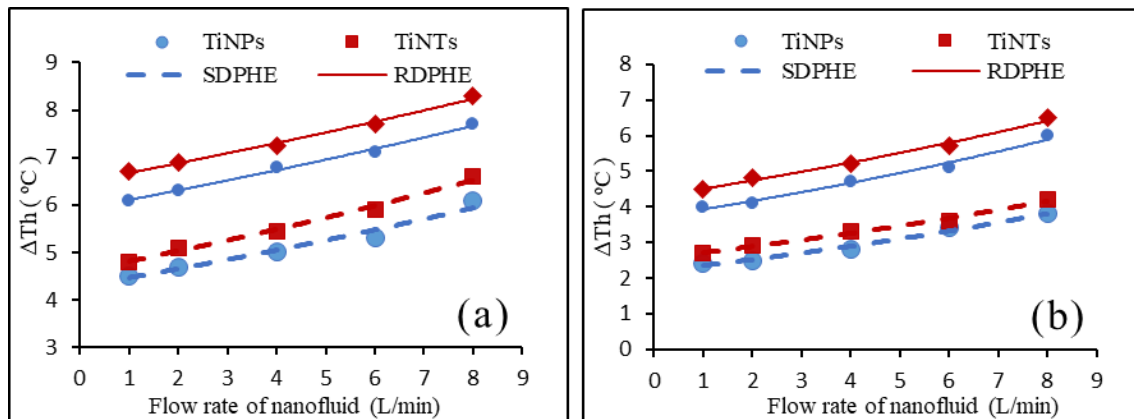 TiNPs TiNTs
SDPHE RDPHE
9
8
7
6
5
4
3
ΔTh ( °C)
0 1 2 3 4 5 6 7 8 9
Flow rate of nanofluid (L/min)
(a)
TiNPs TiNTs
SDPHE RDPHE
8
7
6
5
4
3
2
1
0
ΔTh ( °C)
0 1 2 3 4 5 6 7 8 9
Flow rate of nanofluid (L/min)
(b)